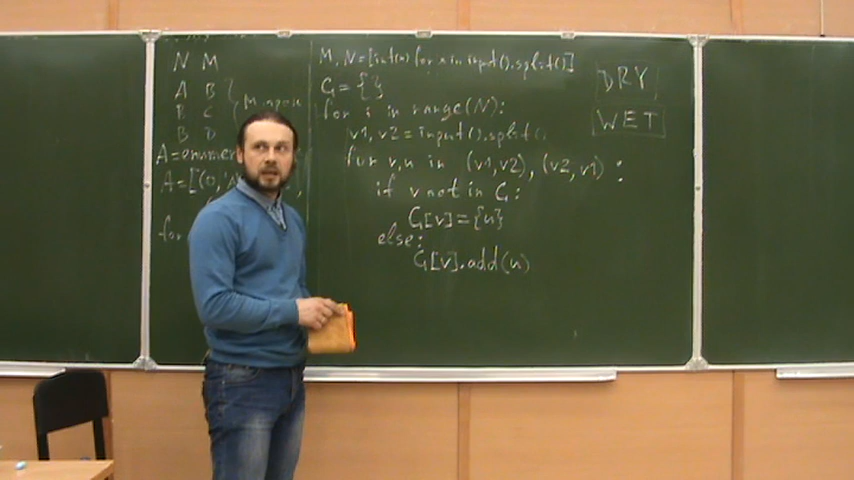 N M
A B
B C
B D
A=enumer
A=[(0,'A
for
M, N = [int(x) for x in input().split()]
G = {}
for i in range(N):
v1, v2 = input().split()
for v, u in (v1, v2), (v2, v1) :
if v not in G:
G[v] = {u}
else:
G[v].add(u)
DRY
WET